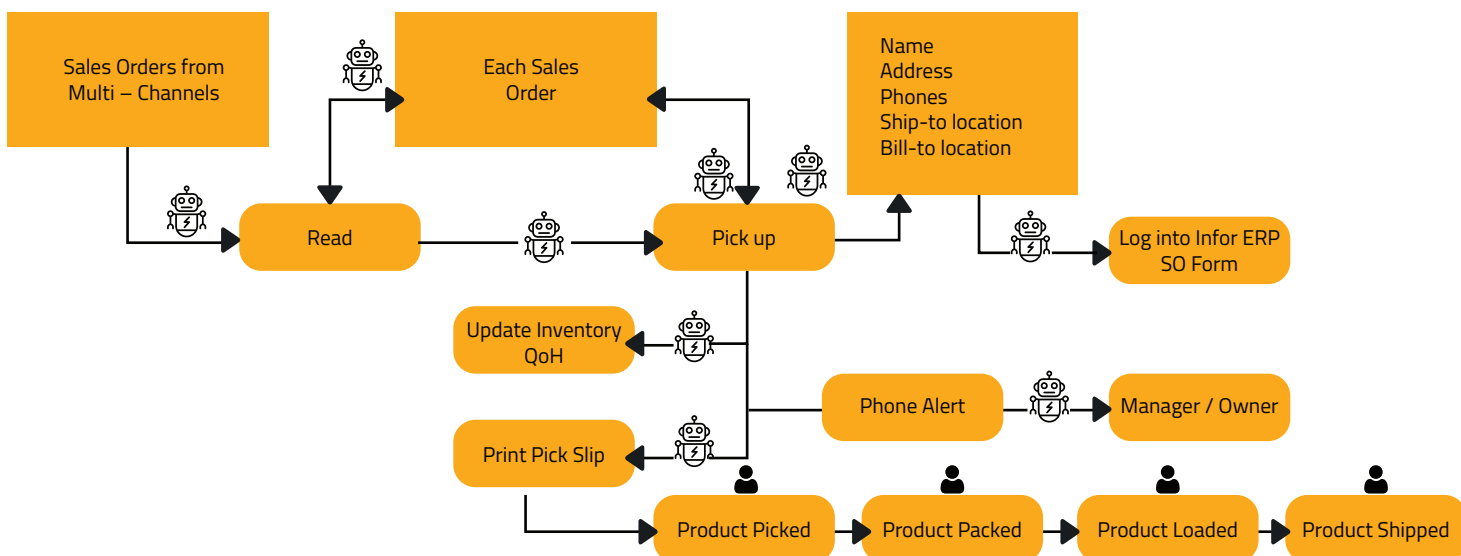 Sales Orders from
Multi – Channels
Each Sales
Order
Name
Address
Phones
Ship-to location
Bill-to location
Read
Pick up
Log into Infor ERP
SO Form
Update Inventory
QoH
Phone Alert
Manager / Owner
Print Pick Slip
Product Picked
Product Packed
Product Loaded
Product Shipped